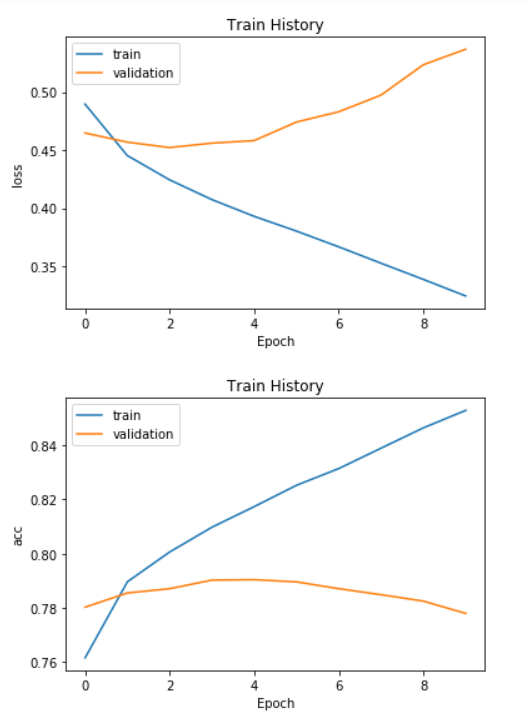 Train History
train
validation
0.50
0.45
0.40
0.35
loss
0 2 4 6 8
Epoch
Train History
train
validation
0.84
0.82
0.80
0.78
0.76
acc
0 2 4 6 8
Epoch